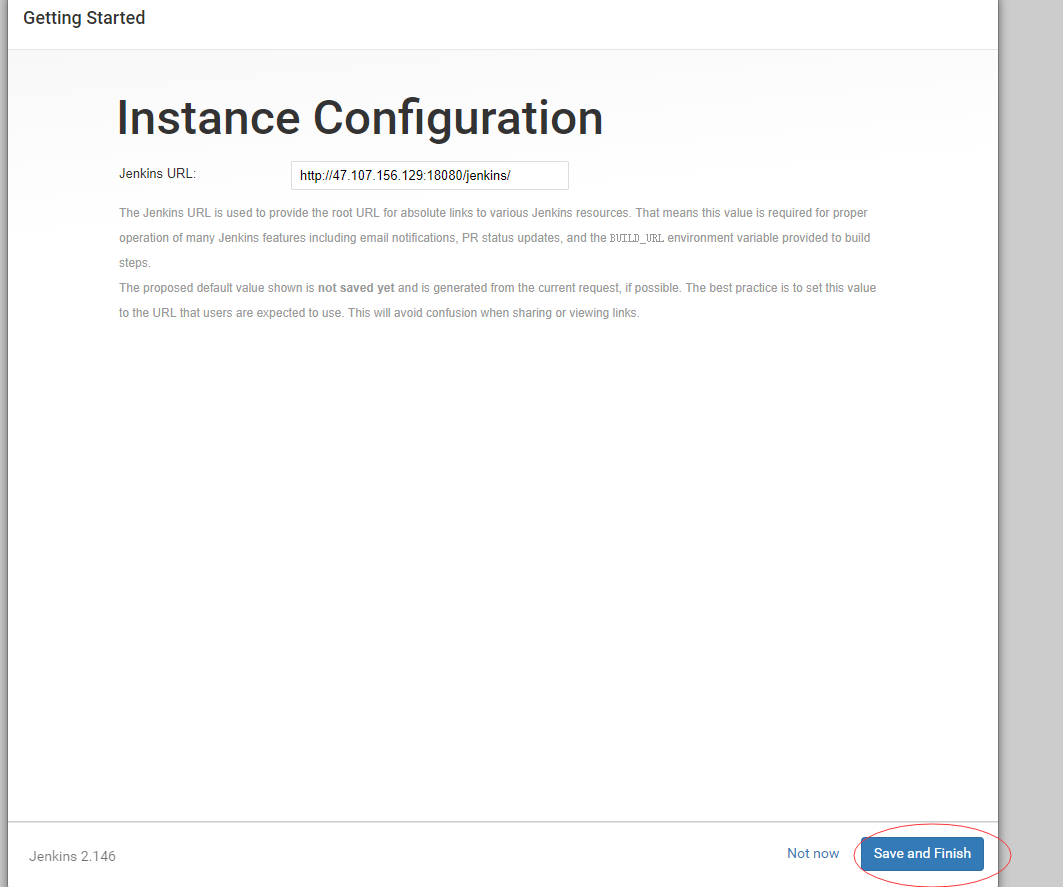 Getting Started
Instance Configuration
Jenkins URL: http://47.107.156.129:18080/jenkins/
The Jenkins URL is used to provide the root URL for absolute links to various Jenkins resources. That means this value is required for proper
operation of many Jenkins features including email notifications, PR status updates, and the BUILD_URL environment variable provided to build
steps.
The proposed default value shown is not saved yet and is generated from the current request, if possible. The best practice is to set this value
to the URL that users are expected to use. This will avoid confusion when sharing or viewing links.
Jenkins 2.146 Not now Save and Finish